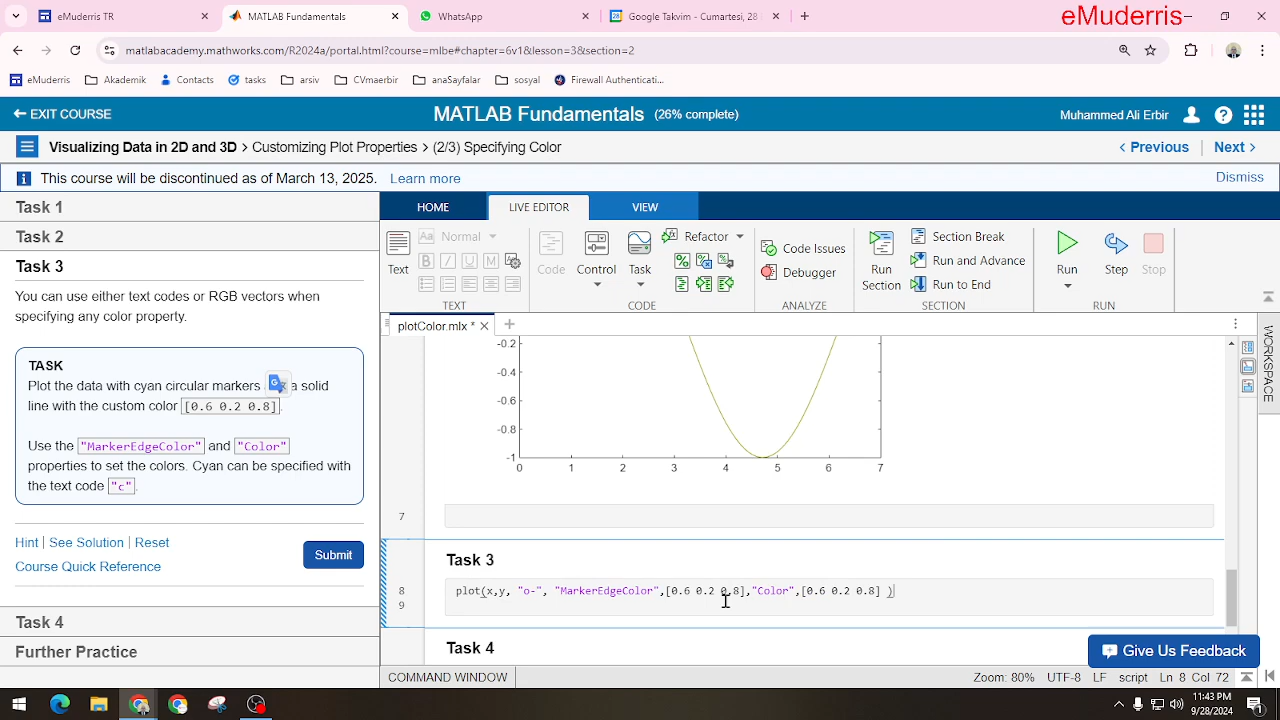 eMuderris TR
MATLAB Fundamentals
WhatsApp
Google Takvim - Cumartesi, 28
eMuderris
matlabacademy.mathworks.com/R2024a/portal.html?course=mlbe#chapter=6v1&lesson=3&section=2
eMuderris
Akademik
Contacts
tasks
arsiv
CVmaerbir
anaSayfalar
sosyal
Firewall Authenticati...
EXIT COURSE
MATLAB Fundamentals (26% complete)
Muhammed Ali Erbir
Visualizing Data in 2D and 3D > Customizing Plot Properties > (2/3) Specifying Color
< Previous
Next >
This course will be discontinued as of March 13, 2025. Learn more
Dismiss
Task 1
Task 2
Task 3
You can use either text codes or RGB vectors when
specifying any color property.
TASK
Plot the data with cyan circular markers a solid
line with the custom color [0.6 0.2 0.8].
Use the "MarkerEdgeColor" and "Color"
properties to set the colors. Cyan can be specified with
the text code "c".
Hint | See Solution | Reset
Submit
Course Quick Reference
Task 4
Further Practice
HOME
LIVE EDITOR
VIEW
Text
Aa Normal
B I U M
TEXT
Code
Control
Task
Refactor
CODE
Code Issues
Debugger
ANALYZE
Run
Section
Section Break
Run and Advance
Run to End
SECTION
Run
Step
Stop
RUN
plotColor.mlx *
WORKSPACE
-0.2
-0.4
-0.6
-0.8
-1
0 1 2 3 4 5 6 7
7
Task 3
8 plot(x,y, "o-", "MarkerEdgeColor",[0.6 0.2 0.8],"Color",[0.6 0.2 0.8] )
9
Task 4
Give Us Feedback
COMMAND WINDOW
Zoom: 80% UTF-8 LF script Ln 8 Col 72
11:43 PM
9/28/2024